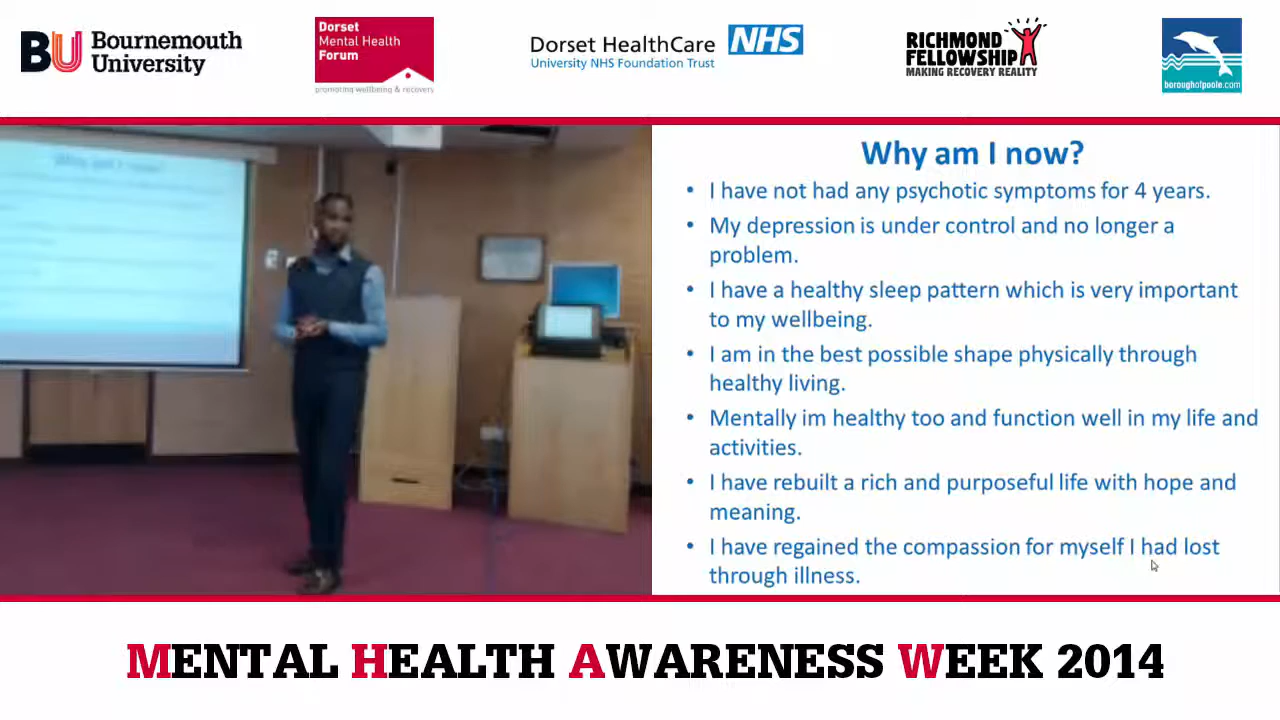 BU Bournemouth
University
Dorset
Mental Health
Forum
promoting wellbeing & recovery
Dorset HealthCare NHS
University NHS Foundation Trust
RICHMOND
FELLOWSHIP
MAKING RECOVERY REALITY
boroughofpoole.com
Why am I now?
Why am I now?
• I have not had any psychotic symptoms for 4 years.
• My depression is under control and no longer a
problem.
• I have a healthy sleep pattern which is very important
to my wellbeing.
• I am in the best possible shape physically through
healthy living.
• Mentally im healthy too and function well in my life and
activities.
• I have rebuilt a rich and purposeful life with hope and
meaning.
• I have regained the compassion for myself I had lost
through illness.
MENTAL HEALTH AWARENESS WEEK 2014